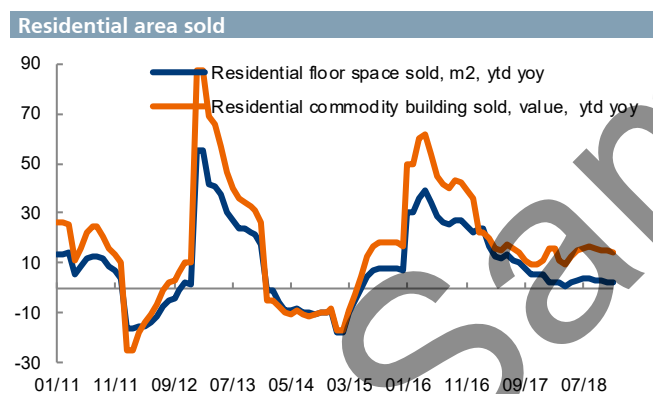 Residential area sold
90
Residential floor space sold, m2, ytd yoy
70
Residential commodity building sold, value, ytd yoy
50
30
10
-10
-30
01/11 11/11 09/12 07/13 05/14 03/15 01/16 11/16 09/17 07/18
San